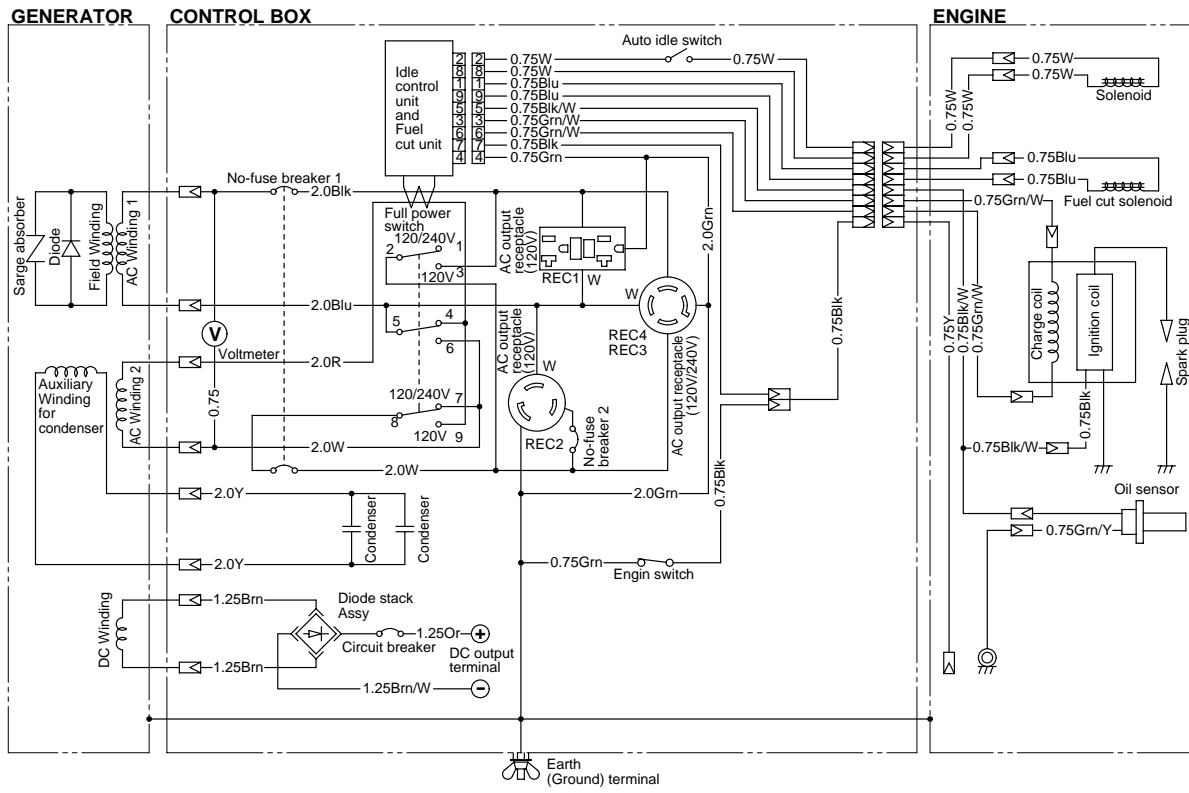 GENERATOR
CONTROL BOX
ENGINE
Idle
control
unit
and
Fuel
cut unit
2 2 0.75W
Auto idle switch
0.75W
8 8 0.75W
1 1 0.75Blu
9 9 0.75Blu
5 5 0.75Blk/W
3 3 0.75Grn/W
6 6 0.75Grn/W
7 7 0.75Blk
4 4 0.75Grn
0.75W
0.75W
Solenoid
0.75W
0.75W
0.75Blu
0.75Blu
Fuel cut solenoid
0.75Grn/W
Sarge absorber
Diode
Field Winding
AC Winding 1
No-fuse breaker 1
2.0Blk
Full power
switch
120/240V
2
1
120V
3
AC output
receptacle
(120V)
REC1
W
2.0Grn
2.0Blu
W
REC4
REC3
AC output receptacle
(120V/240V)
5
4
6
V
Voltmeter
0.75
2.0R
AC output
receptacle
(120V)
W
REC2
No-fuse
breaker 2
120/240V
7
8
120V
9
2.0W
2.0W
Auxiliary
Winding
for
condenser
AC Winding 2
2.0Y
2.0Y
Condenser
Condenser
2.0Grn
0.75Blk
0.75Blk
0.75Grn
Engin switch
0.75Y
0.75Blk/W
0.75Grn/W
Charge coil
Ignition coil
Spark plug
0.75Blk
0.75Blk/W
Oil sensor
0.75Grn/Y
DC Winding
1.25Brn
1.25Brn
Diode stack
Assy
Circuit breaker
1.25Or
+
DC output
terminal
1.25Brn/W
−
Earth
(Ground) terminal